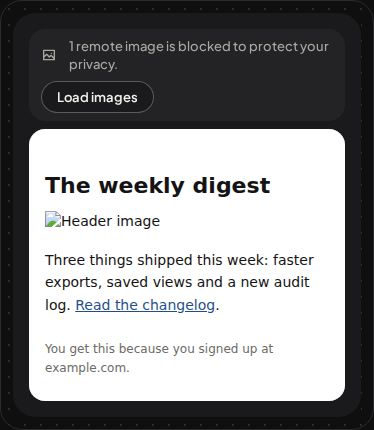 1 remote image is blocked to protect your
privacy.
Load images
The weekly digest
Header image
Three things shipped this week: faster
exports, saved views and a new audit
log. Read the changelog.
You get this because you signed up at
example.com.